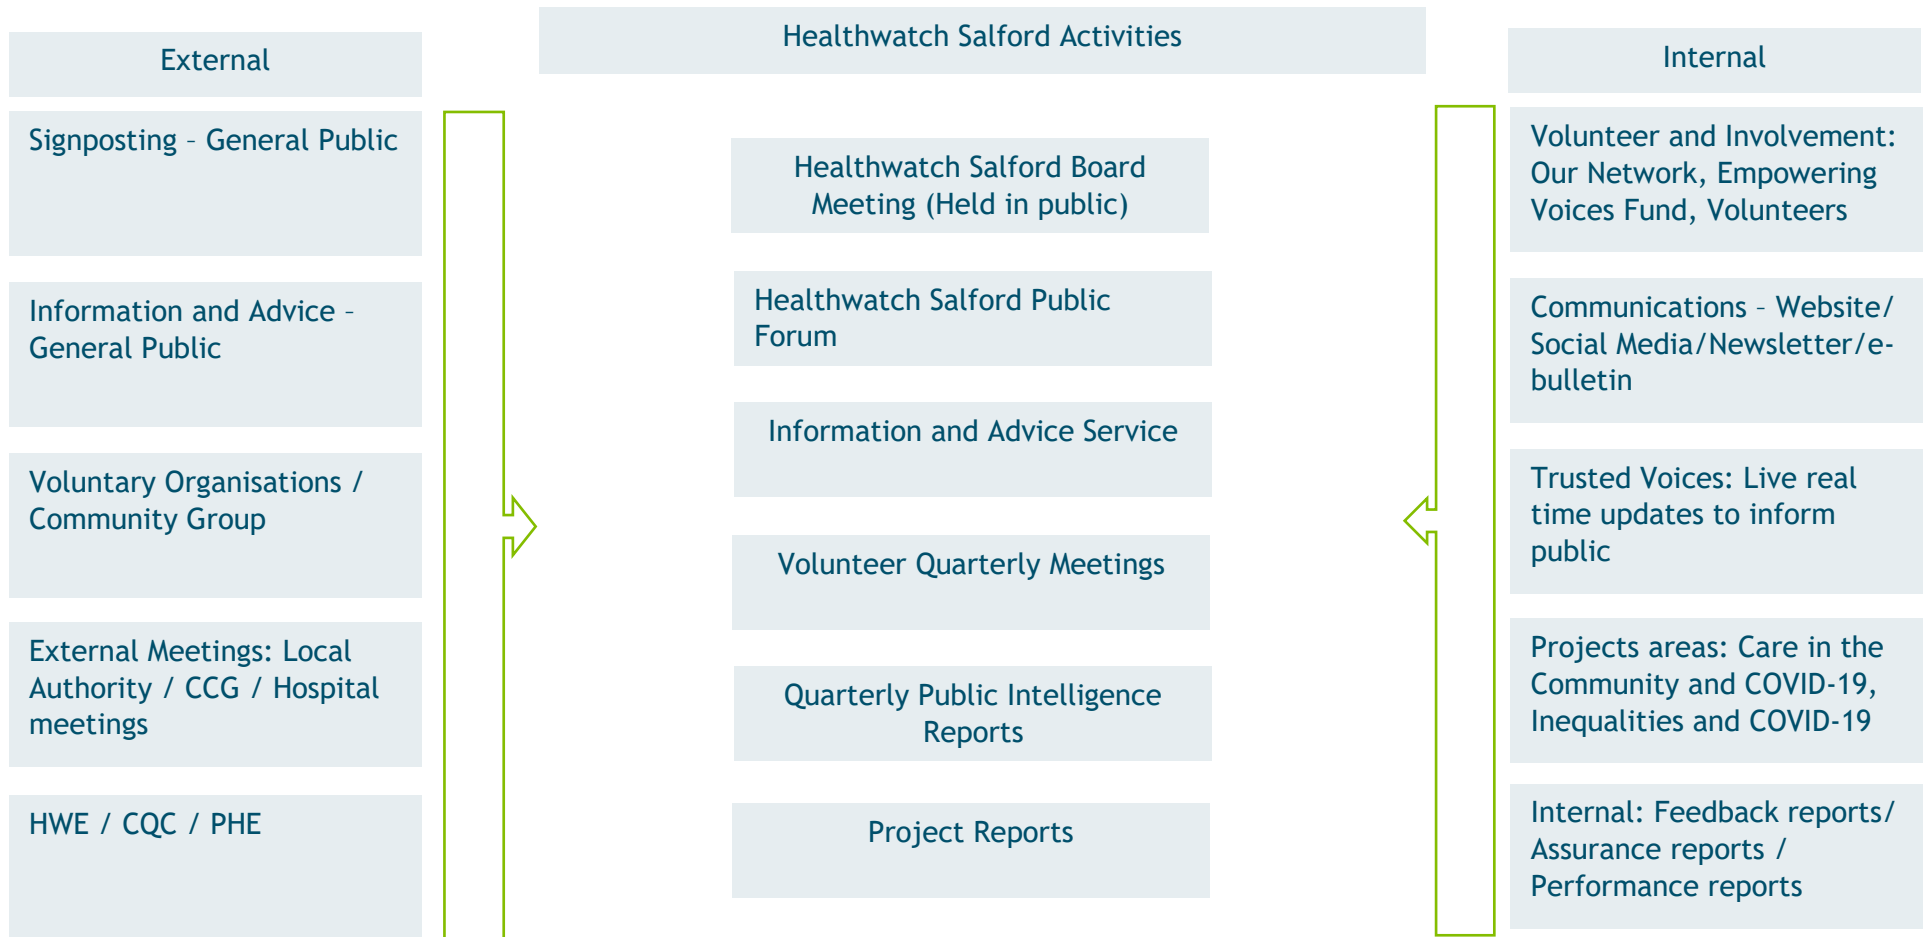 External
Signposting – General Public
Information and Advice –
General Public
Voluntary Organisations /
Community Group
External Meetings: Local
Authority / CCG / Hospital
meetings
HWE / CQC / PHE
Healthwatch Salford Activities
Healthwatch Salford Board
Meeting (Held in public)
Healthwatch Salford Public
Forum
Information and Advice Service
Volunteer Quarterly Meetings
Quarterly Public Intelligence
Reports
Project Reports
Internal
Volunteer and Involvement:
Our Network, Empowering
Voices Fund, Volunteers
Communications – Website/
Social Media/Newsletter/e-
bulletin
Trusted Voices: Live real
time updates to inform
public
Projects areas: Care in the
Community and COVID-19,
Inequalities and COVID-19
Internal: Feedback reports/
Assurance reports /
Performance reports